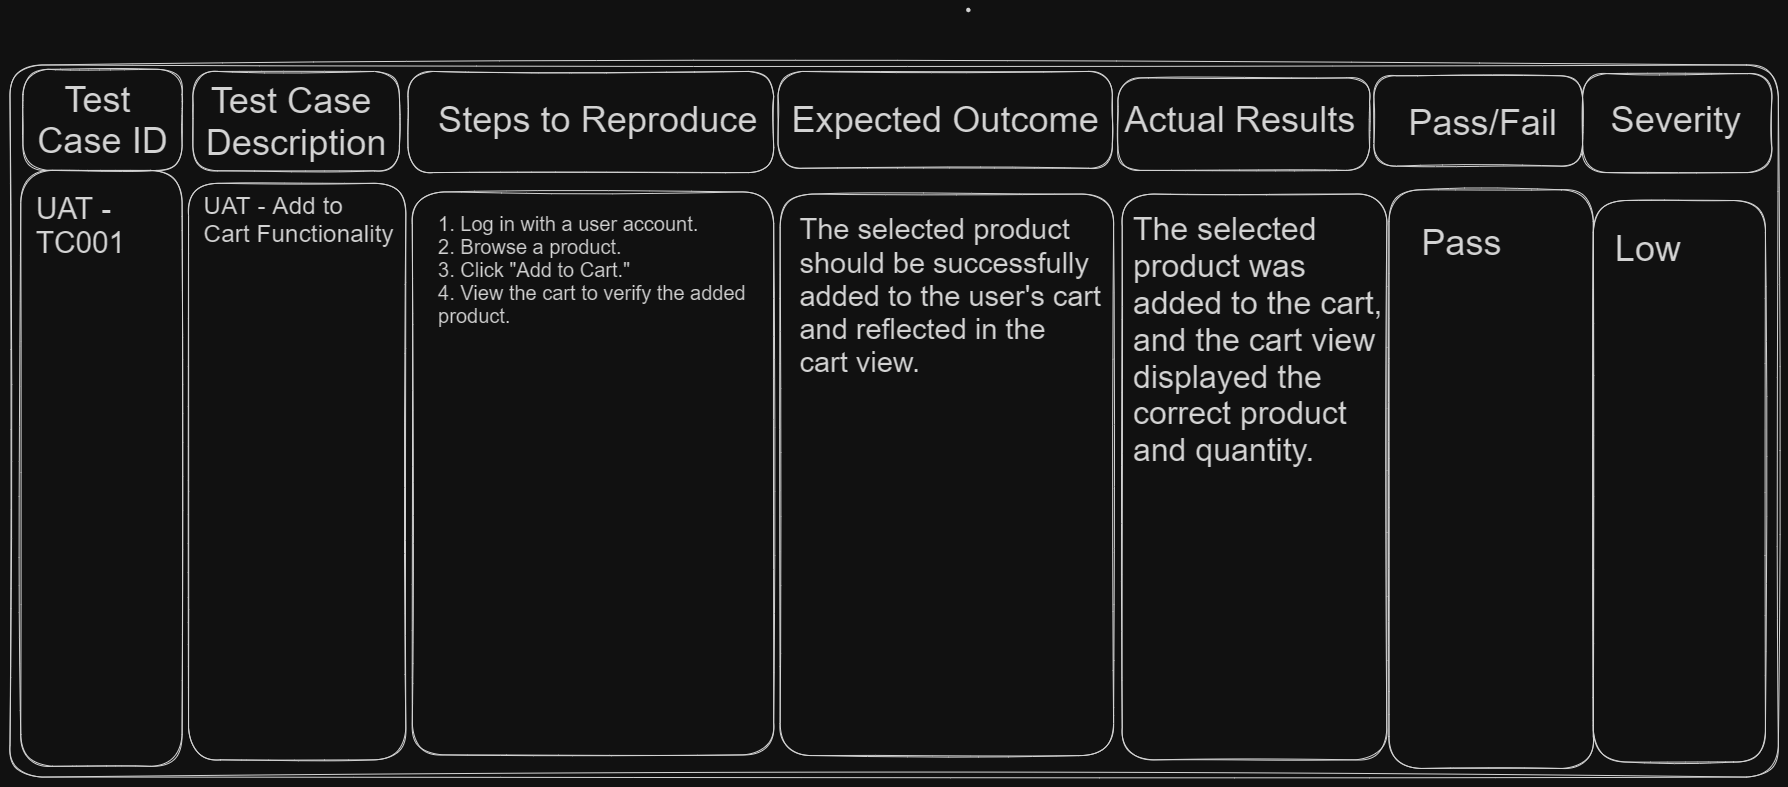 Test
Case ID
Test Case
Description
Steps to Reproduce
Expected Outcome
Actual Results
Pass/Fail
Severity
UAT -
TC001
UAT - Add to
Cart Functionality
1. Log in with a user account.
2. Browse a product.
3. Click "Add to Cart."
4. View the cart to verify the added
product.
The selected product
should be successfully
added to the user's cart
and reflected in the
cart view.
The selected
product was
added to the cart,
and the cart view
displayed the
correct product
and quantity.
Pass
Low